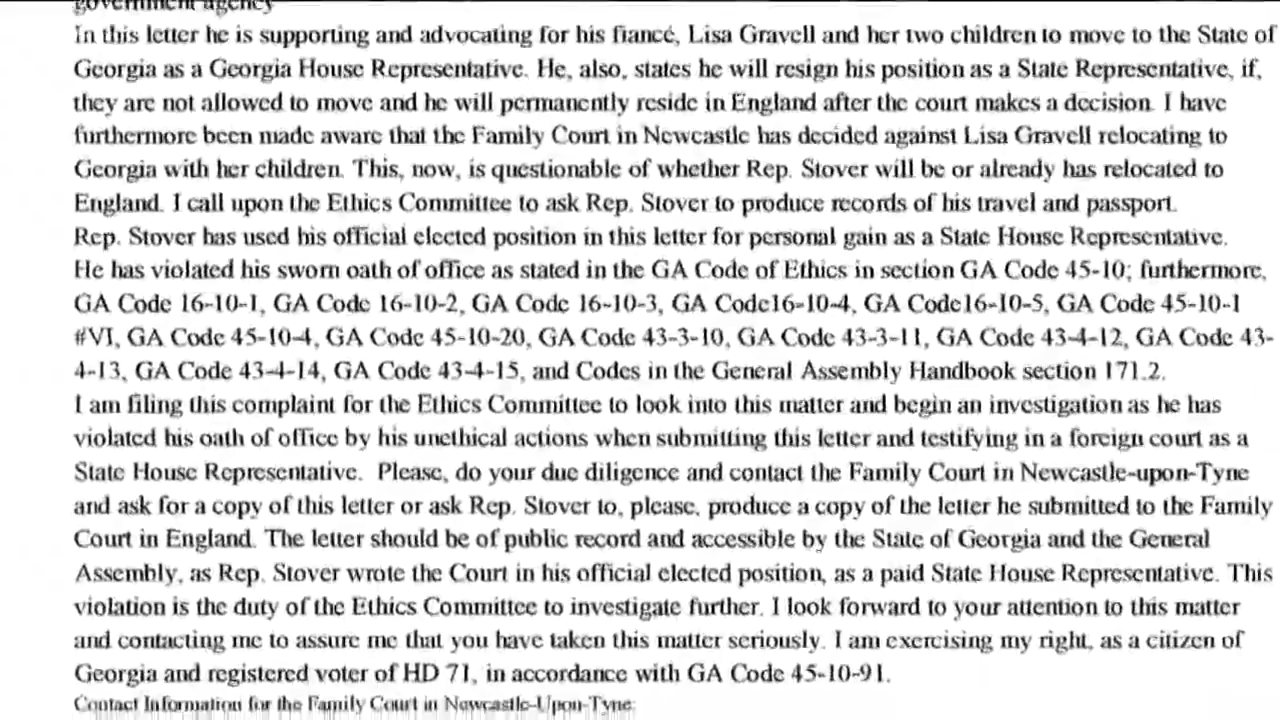 government agency
In this letter he is supporting and advocating for his fiancé, Lisa Gravell and her two children to move to the State of
Georgia as a Georgia House Representative. He, also, states he will resign his position as a State Representative, if,
they are not allowed to move and he will permanently reside in England after the court makes a decision. I have
furthermore been made aware that the Family Court in Newcastle has decided against Lisa Gravell relocating to
Georgia with her children. This, now, is questionable of whether Rep. Stover will be or already has relocated to
England. I call upon the Ethics Committee to ask Rep. Stover to produce records of his travel and passport.
Rep. Stover has used his official elected position in this letter for personal gain as a State House Representative.
He has violated his sworn oath of office as stated in the GA Code of Ethics in section GA Code 45-10; furthermore,
GA Code 16-10-1, GA Code 16-10-2, GA Code 16-10-3, GA Code16-10-4, GA Code16-10-5, GA Code 45-10-1
#VI, GA Code 45-10-4, GA Code 45-10-20, GA Code 43-3-10, GA Code 43-3-11, GA Code 43-4-12, GA Code 43-
4-13, GA Code 43-4-14, GA Code 43-4-15, and Codes in the General Assembly Handbook section 171.2.
I am filing this complaint for the Ethics Committee to look into this matter and begin an investigation as he has
violated his oath of office by his unethical actions when submitting this letter and testifying in a foreign court as a
State House Representative.  Please, do your due diligence and contact the Family Court in Newcastle-upon-Tyne
and ask for a copy of this letter or ask Rep. Stover to, please, produce a copy of the letter he submitted to the Family
Court in England. The letter should be of public record and accessible by the State of Georgia and the General
Assembly, as Rep. Stover wrote the Court in his official elected position, as a paid State House Representative. This
violation is the duty of the Ethics Committee to investigate further. I look forward to your attention to this matter
and contacting me to assure me that you have taken this matter seriously. I am exercising my right, as a citizen of
Georgia and registered voter of HD 71, in accordance with GA Code 45-10-91.
Contact Information for the Family Court in Newcastle-Upon-Tyne